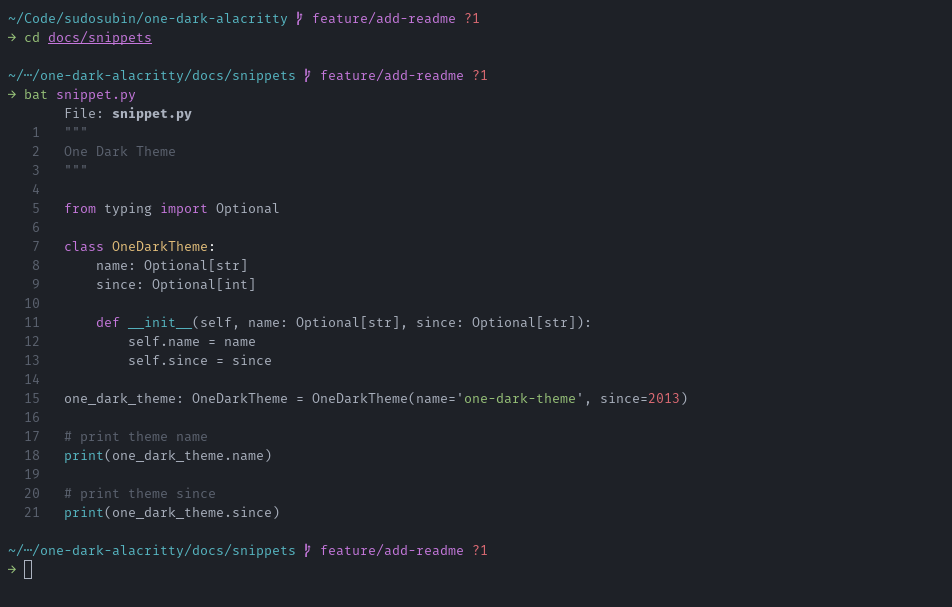 ~/Code/sudosubin/one-dark-alacritty feature/add-readme ?1
→ cd docs/snippets
~/⋯/one-dark-alacritty/docs/snippets feature/add-readme ?1
→ bat snippet.py
File: snippet.py
1 """
2 One Dark Theme
3 """
4
5 from typing import Optional
6
7 class OneDarkTheme:
8     name: Optional[str]
9     since: Optional[int]
10
11     def __init__(self, name: Optional[str], since: Optional[str]):
12         self.name = name
13         self.since = since
14
15 one_dark_theme: OneDarkTheme = OneDarkTheme(name='one-dark-theme', since=2013)
16
17 # print theme name
18 print(one_dark_theme.name)
19
20 # print theme since
21 print(one_dark_theme.since)
~/⋯/one-dark-alacritty/docs/snippets feature/add-readme ?1
→